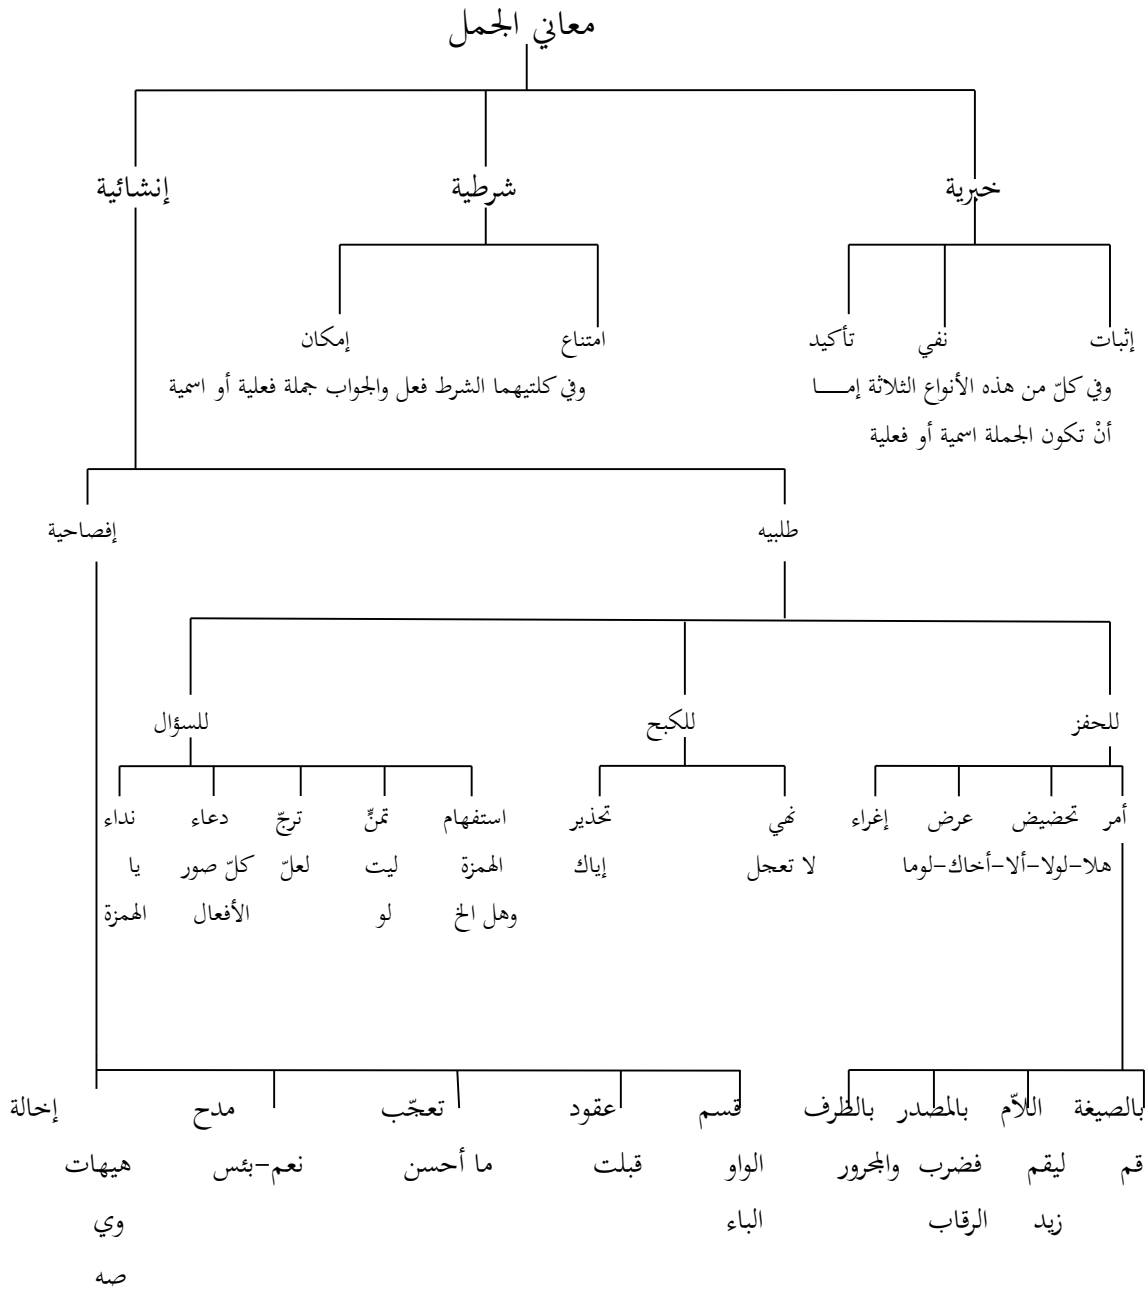 معاني الجمل
خبرية شرطية إنشائية
إثبات نفي تأكيد امتناع إمكان
وفي كلّ من هذه الأنواع الثلاثة إمــــا وفي كلتيهما الشرط فعل والجواب جملة فعلية أو اسمية
أنْ تكون الجملة اسمية أو فعلية
طلبيه إفصاحية
للحفز للكبح للسؤال
أمر تحضيض عرض إغراء نهي تحذير استفهام تمنٍّ ترجّ دعاء نداء
هلا–لولا–ألا–أخاك–لوما لا تعجل إياك الهمزة ليت لعلّ كلّ صور يا
وهل الخ لو الأفعال الهمزة
بالصيغة اللاّم بالمصدر بالظرف قسم عقود تعجّب مدح إخالة
قم ليقم فضرب والمحرور الواو قبلت ما أحسن نعم–بئس هيهات
زيد الرقاب الباء وي
صه